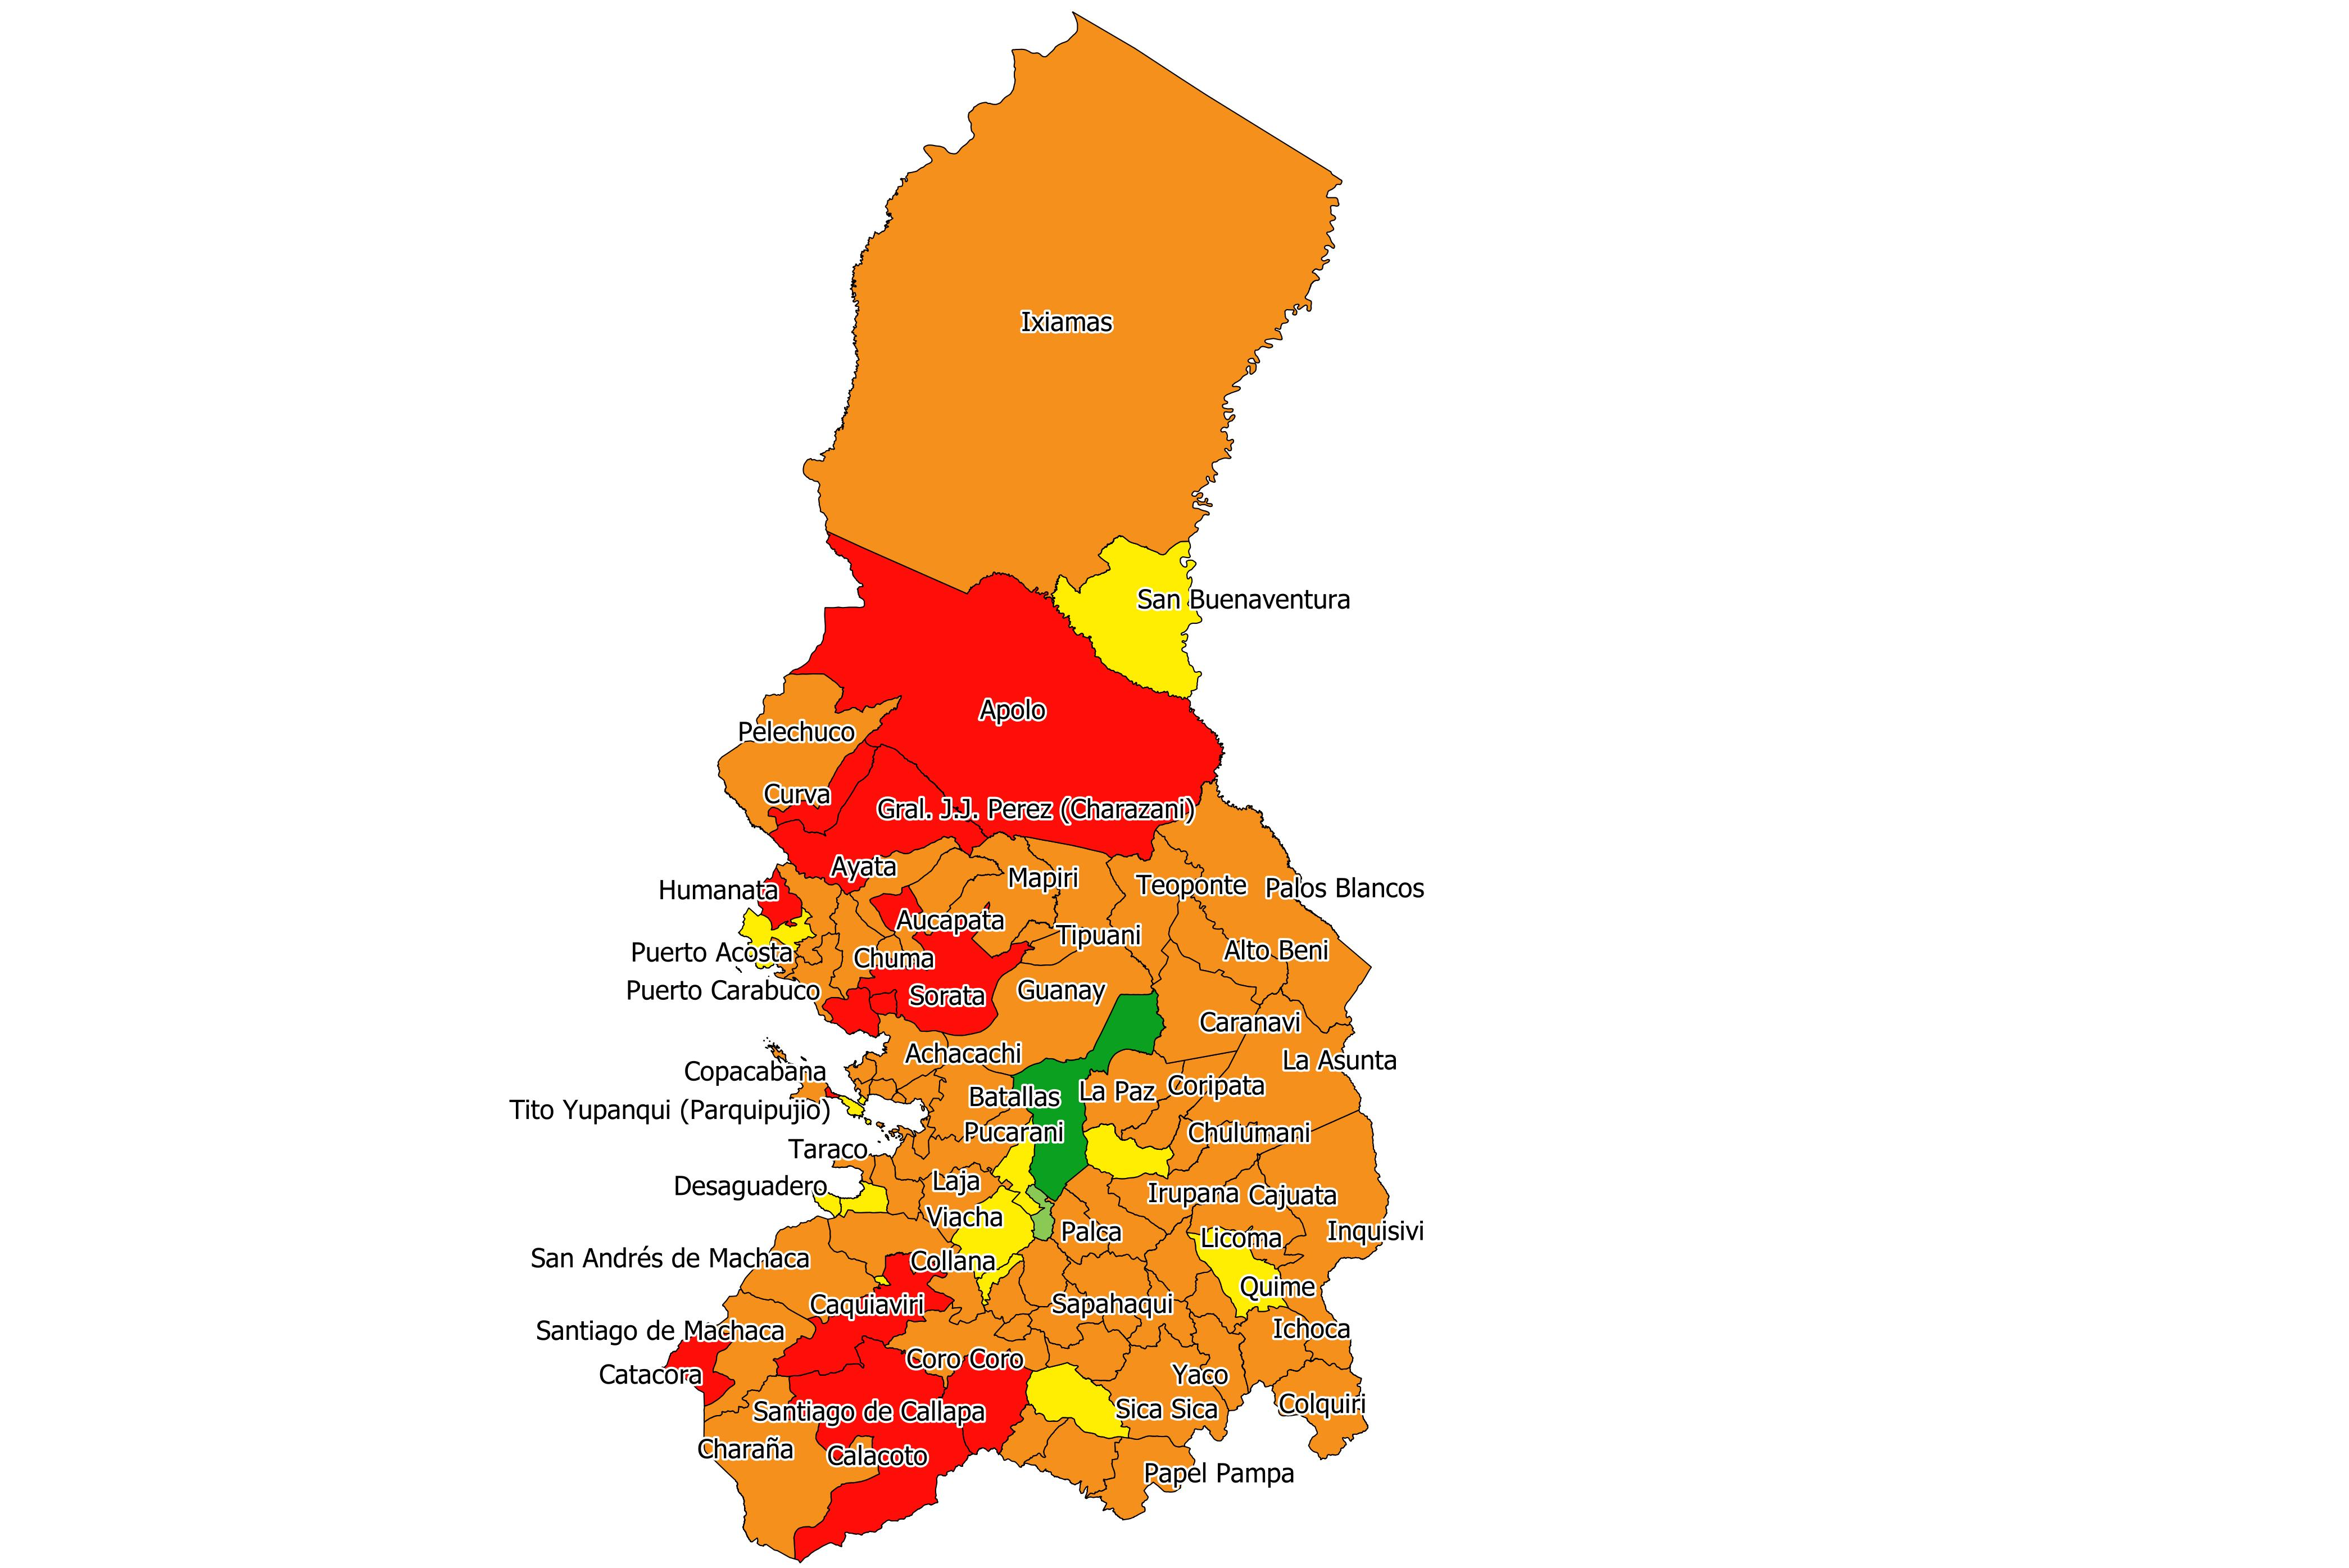 Ixiamas
San Buenaventura
Apolo
Pelechuco
Curva
Gral. J.J. Perez (Charazani)
Ayata
Mapiri
Teoponte
Palos Blancos
Humanata
Aucapata
Tipuani
Puerto Acosta
Chuma
Alto Beni
Puerto Carabuco
Sorata
Guanay
Caranavi
Achacachi
La Asunta
Copacabana
Batallas
La Paz
Coripata
Tito Yupanqui (Parquipujio)
Pucarani
Chulumani
Taraco
Desaguadero
Laja
Irupana
Cajuata
Viacha
Palca
Licoma
Inquisivi
San Andrés de Machaca
Collana
Quime
Caquiaviri
Sapahaqui
Santiago de Machaca
Ichoca
Catacora
Coro Coro
Yaco
Santiago de Callapa
Sica Sica
Colquiri
Charaña
Calacoto
Papel Pampa